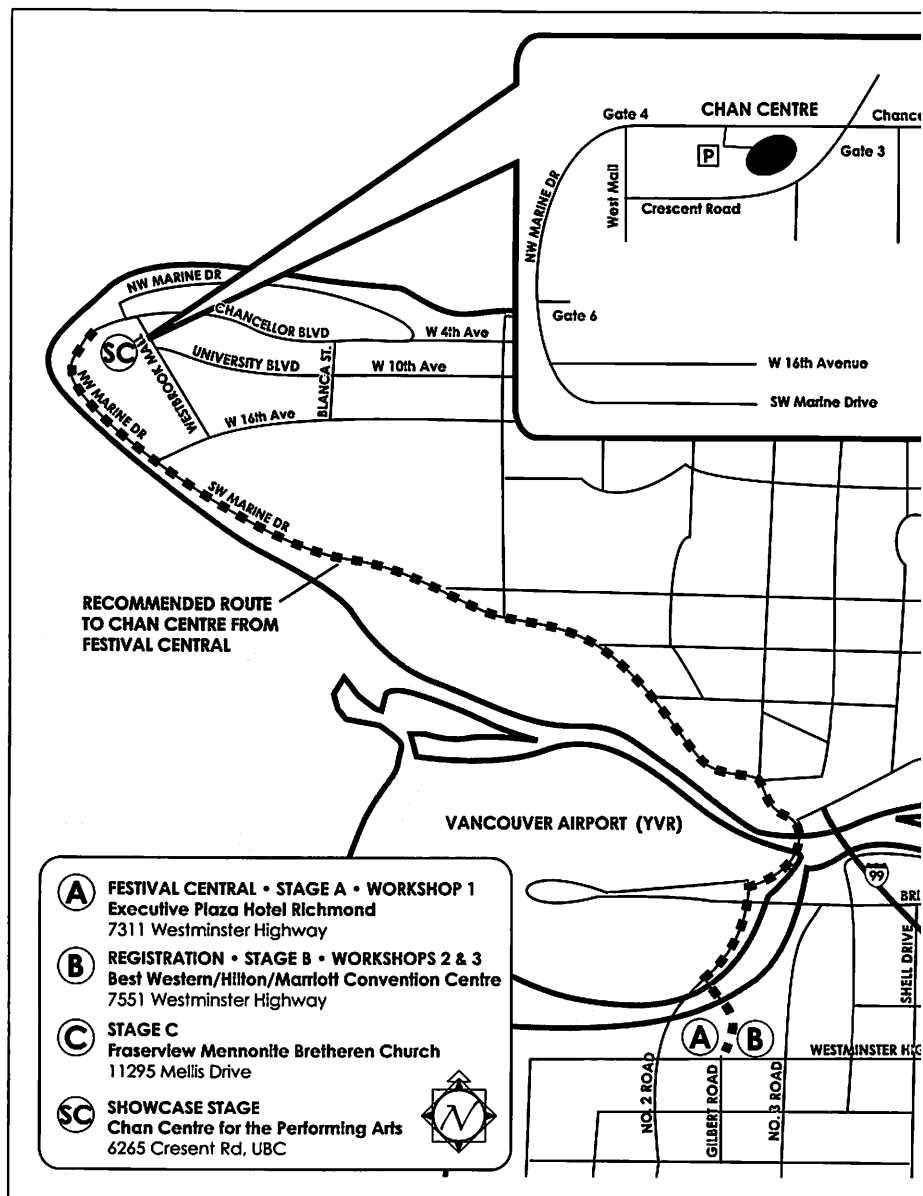 CHAN CENTRE
Gate 4
Chance
P
Gate 3
West Mall
Crescent Road
NW MARINE DR
Gate 6
W 16th Avenue
SW Marine Drive
NW MARINE DR
CHANCELLOR BLVD
W 4th Ave
SC
WESTBROOK MALL
UNIVERSITY BLVD
BLANCA ST.
W 10th Ave
NW MARINE DR
W 16th Ave
SW MARINE DR
RECOMMENDED ROUTE
TO CHAN CENTRE FROM
FESTIVAL CENTRAL
VANCOUVER AIRPORT (YVR)
99
BRI
SHELL DRIVE
A
B
WESTMINSTER HIG
NO. 2 ROAD
GILBERT ROAD
NO. 3 ROAD
A FESTIVAL CENTRAL • STAGE A • WORKSHOP 1
Executive Plaza Hotel Richmond
7311 Westminster Highway
B REGISTRATION • STAGE B • WORKSHOPS 2 & 3
Best Western/Hilton/Marriott Convention Centre
7551 Westminster Highway
C STAGE C
Fraserview Mennonite Bretheren Church
11295 Mellis Drive
SC SHOWCASE STAGE
Chan Centre for the Performing Arts
6265 Cresent Rd, UBC
N